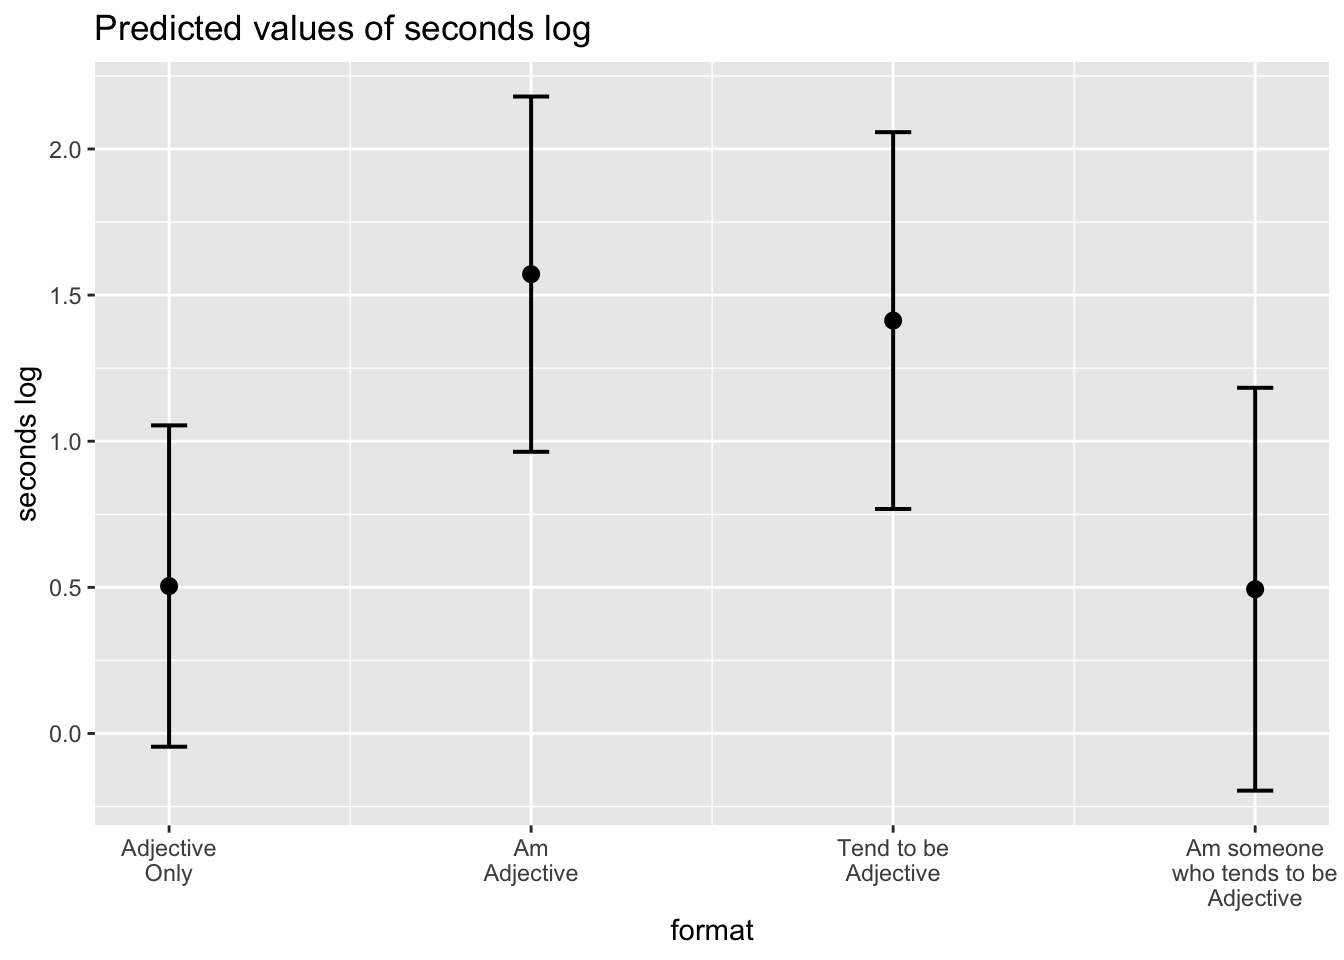 Predicted values of seconds log
2.0
1.5
1.0
0.5
0.0
seconds log
Adjective
Only
Am
Adjective
Tend to be
Adjective
Am someone
who tends to be
Adjective
format